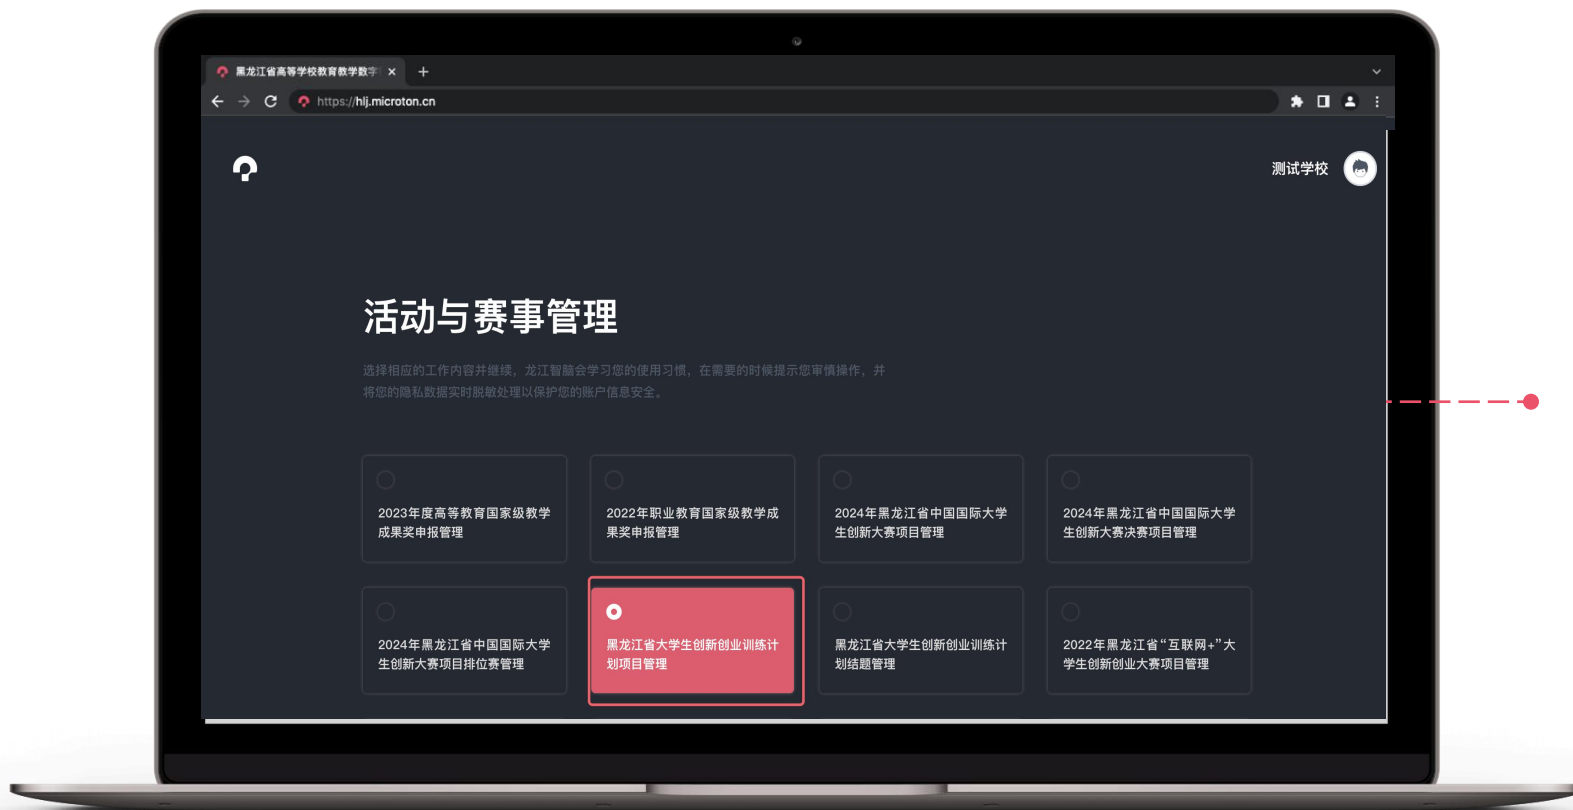 黑龙江省高等学校教育教学数字
https://hlj.microton.cn
测试学校
活动与赛事管理
选择相应的工作内容并继续，龙江智脑会学习您的使用习惯，在需要的时候提示您审慎操作，并
将您的隐私数据实时脱敏处理以保护您的账户信息安全。
2023年度高等教育国家级教学
成果奖申报管理
2022年职业教育国家级教学成
果奖申报管理
2024年黑龙江省中国国际大学
生创新大赛项目管理
2024年黑龙江省中国国际大学
生创新大赛决赛项目管理
2024年黑龙江省中国国际大学
生创新大赛项目排位赛管理
黑龙江省大学生创新创业训练计
划项目管理
黑龙江省大学生创新创业训练计
划结题管理
2022年黑龙江省“互联网+”大
学生创新创业大赛项目管理